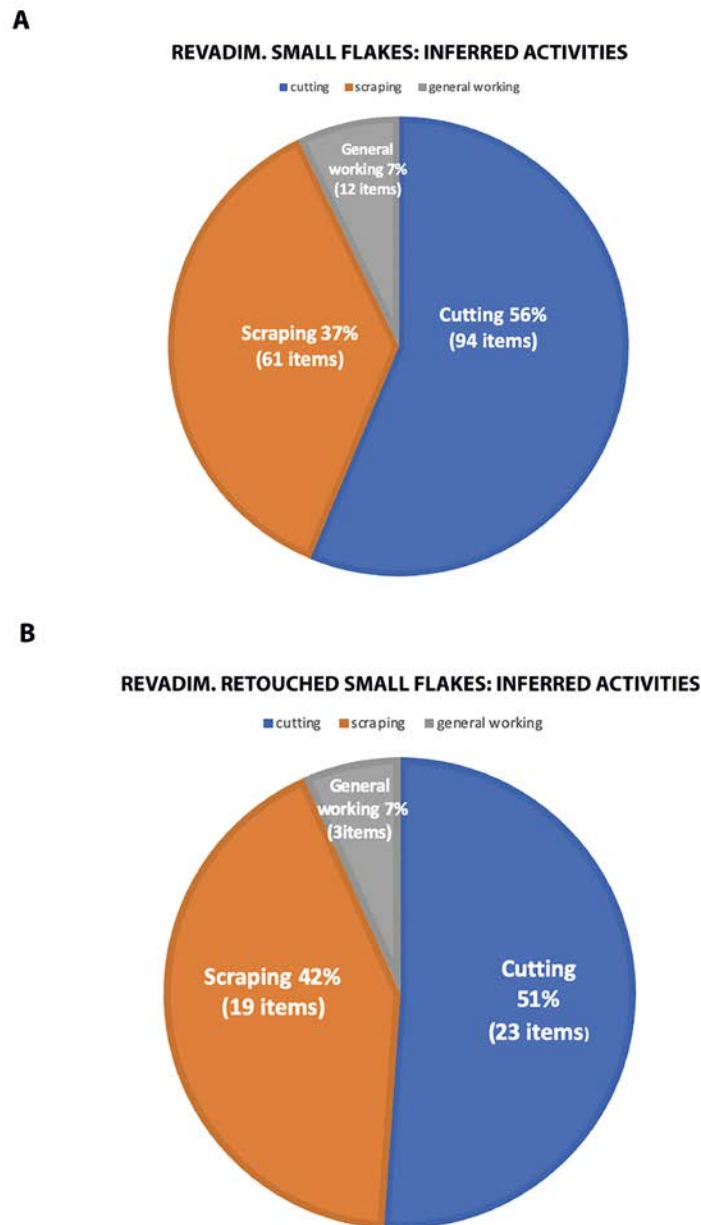 A
REVADIM. SMALL FLAKES: INFERRED ACTIVITIES
cutting scraping general working
General
working 7%
(12 items)
Cutting 56%
(94 items)
Scraping 37%
(61 items)
B
REVADIM. RETOUCHED SMALL FLAKES: INFERRED ACTIVITIES
cutting scraping general working
General
working 7%
(3items)
Cutting
51%
(23 items)
Scraping 42%
(19 items)